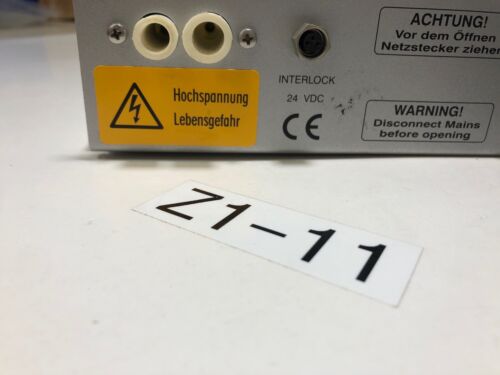 ACHTUNG!
Vor dem Öffnen
Netzstecker ziehen
INTERLOCK
24 VDC
CE
Hochspannung
Lebensgefahr
WARNING!
Disconnect Mains
before opening
Z1-11